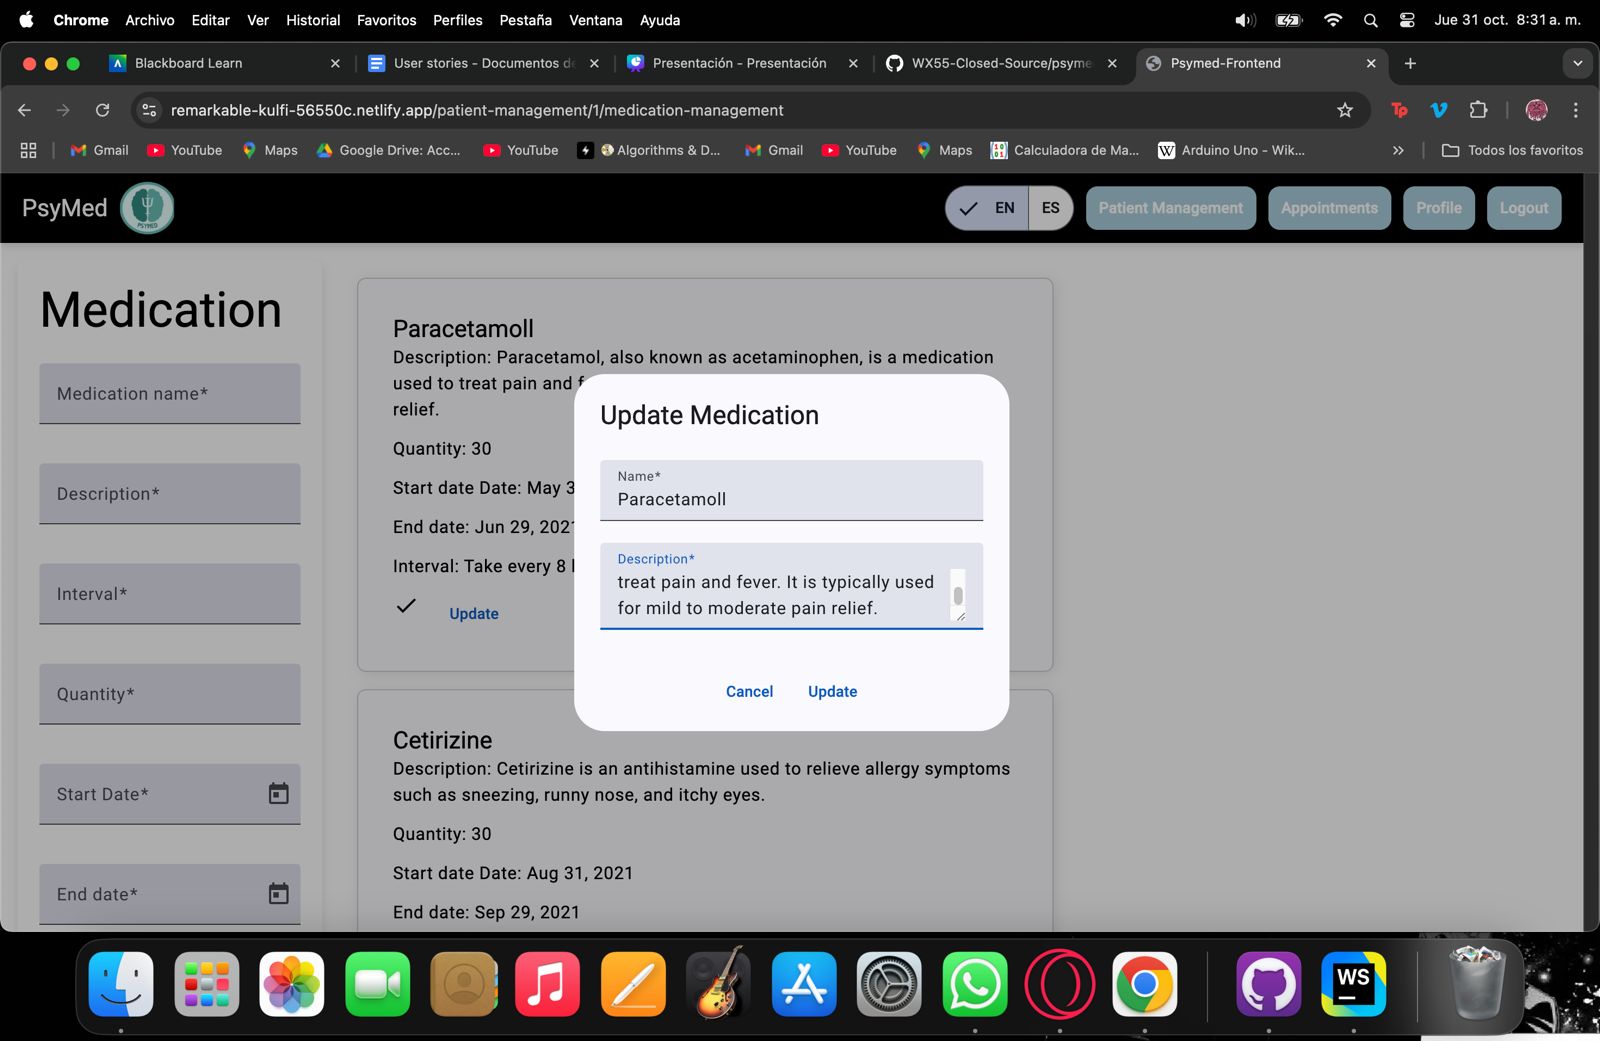 Chrome Archivo Editar Ver Historial Favoritos Perfiles Pestaña Ventana Ayuda Jue 31 oct. 8:31 a. m.
Blackboard Learn User stories - Documentos de Presentación - Presentación WX55-Closed-Source/psyme Psymed-Frontend
remarkable-kulfi-56550c.netlify.app/patient-management/1/medication-management
Gmail YouTube Maps Google Drive: Acc... YouTube Algorithms & D... Gmail YouTube Maps Calculadora de Ma... Arduino Uno - Wik... Todos los favoritos
PsyMed PSYMED EN ES Patient Management Appointments Profile Logout
Medication
Medication name*
Description*
Interval*
Quantity*
Start Date*
End date*
Paracetamoll
Description: Paracetamol, also known as acetaminophen, is a medication
used to treat pain and f
relief.
Quantity: 30
Start date Date: May 3
End date: Jun 29, 2021
Interval: Take every 8
Update
Update Medication
Name*
Paracetamoll
Description*
treat pain and fever. It is typically used
for mild to moderate pain relief.
Cancel Update
Cetirizine
Description: Cetirizine is an antihistamine used to relieve allergy symptoms
such as sneezing, runny nose, and itchy eyes.
Quantity: 30
Start date Date: Aug 31, 2021
End date: Sep 29, 2021
WS